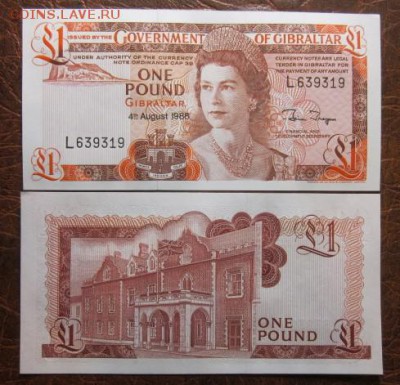 COINS.LAVE.RU
£1 ISSUED BY THE GOVERNMENT OF GIBRALTAR £1
UNDER AUTHORITY OF THE CURRENCY
NOTE ORDINANCE CAP 39
CURRENCY NOTES ARE LEGAL
TENDER IN GIBRALTAR FOR
THE PAYMENT OF ANY AMOUNT
ONE
POUND
GIBRALTAR
L639319
4th August 1988
L639319
FINANCIAL AND
DEVELOPMENT SECRETARY
£1 £1
£1
£1 ONE
POUND £1